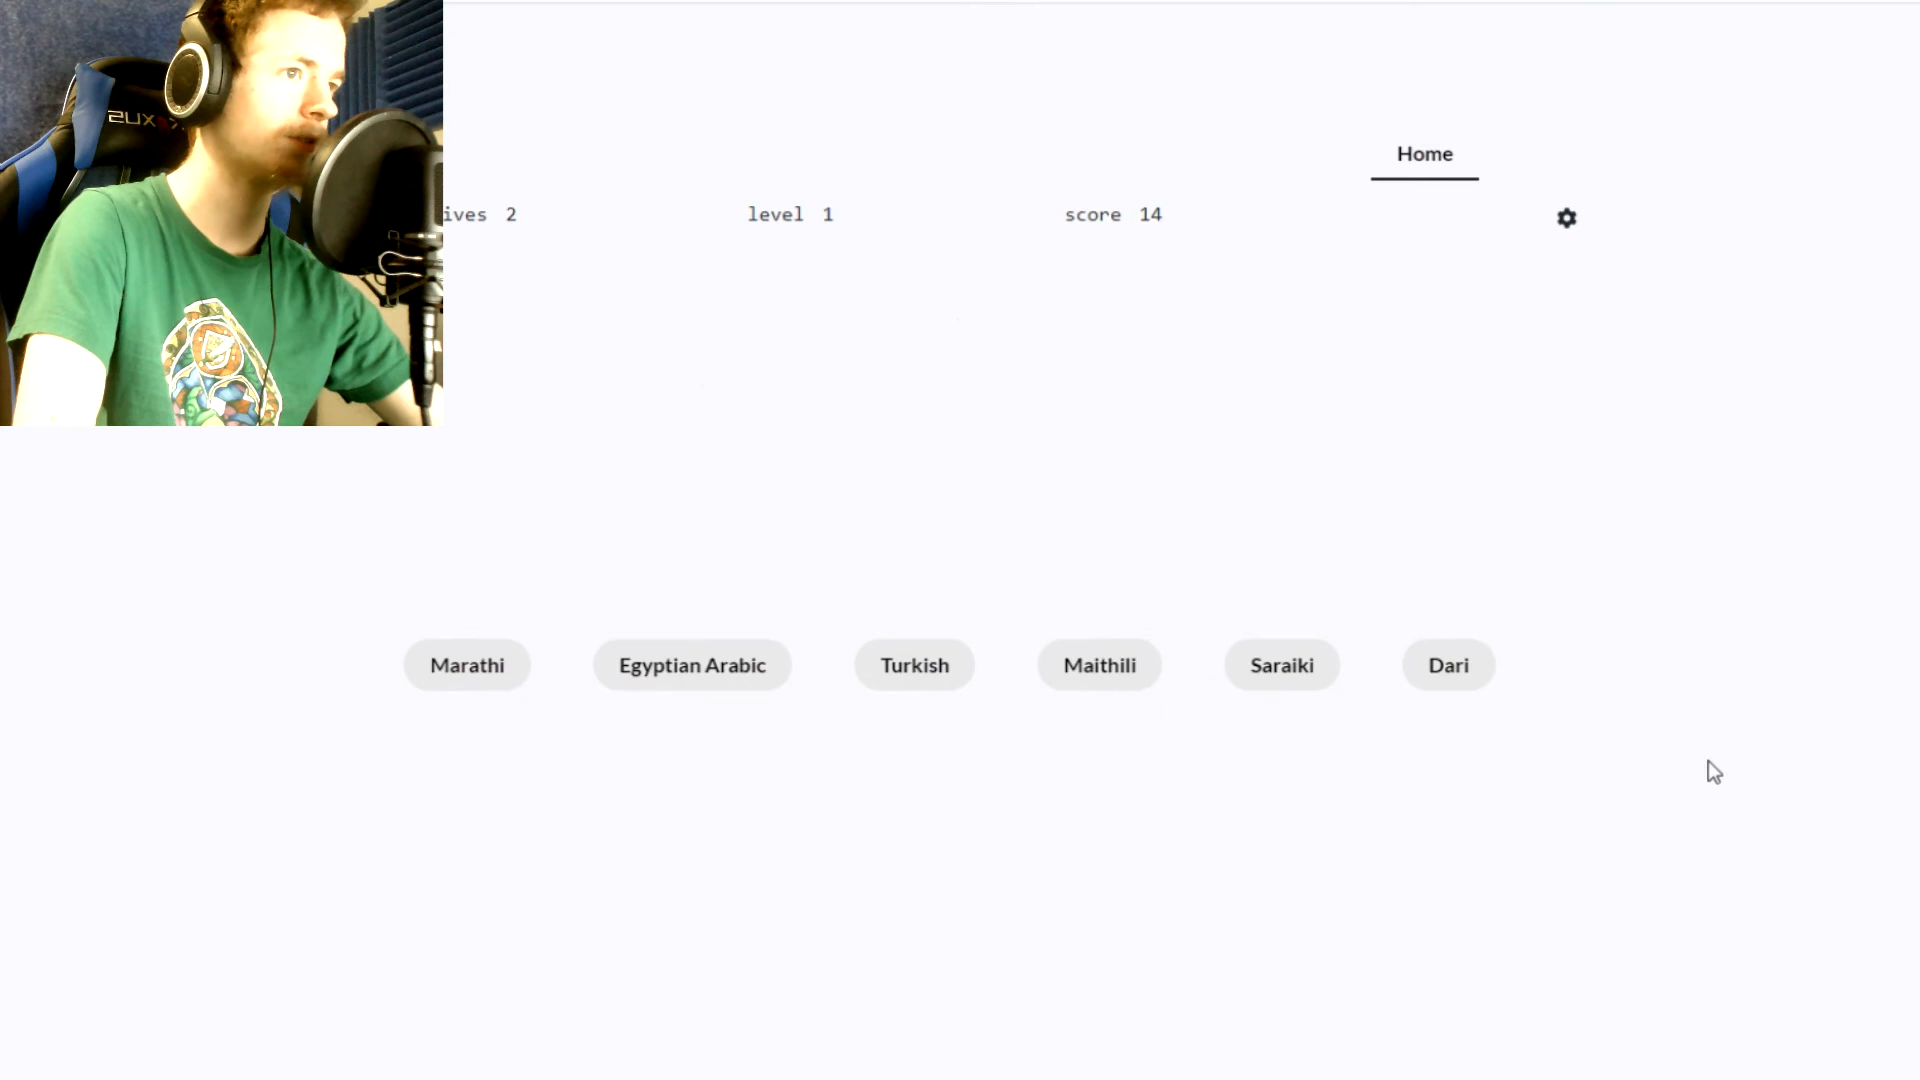 Home
ives 2
level 1
score 14
Marathi
Egyptian Arabic
Turkish
Maithili
Saraiki
Dari